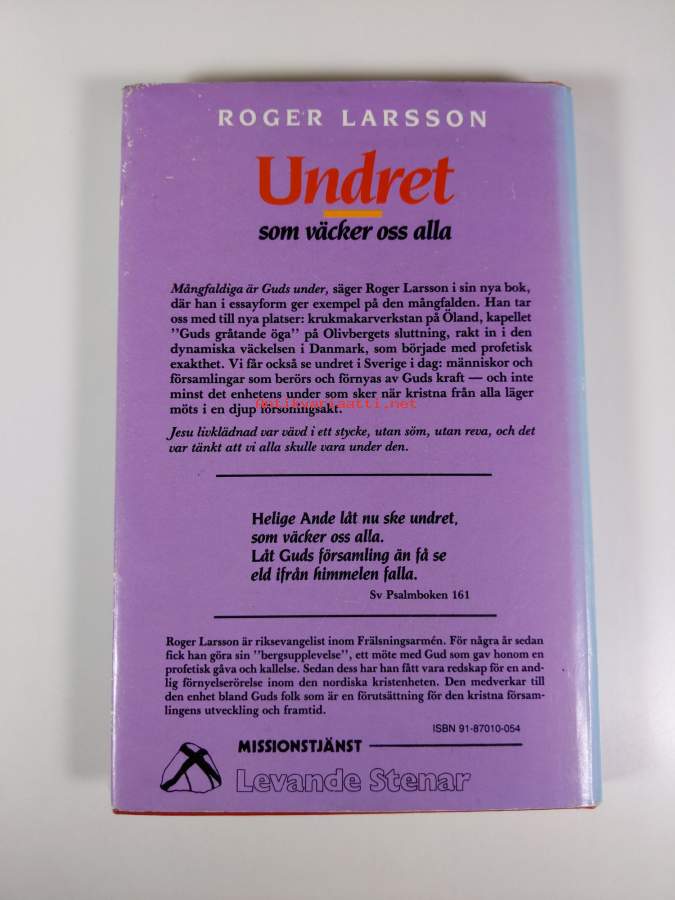 ROGER LARSSON
Undret
som väcker oss alla
Mångfaldiga är Guds under, säger Roger Larsson i sin nya bok,
där han i essayform ger exempel på den mångfalden. Han tar
oss med till nya platser: krukmakarverkstan på Öland, kapellet
"Guds gråtande öga" på Olivbergets sluttning, rakt in i den
dynamiska väckelsen i Danmark, som började med profetisk
exakthet. Vi får också se undret i Sverige i dag: människor och
församlingar som berörs och förnyas av Guds kraft — och inte
minst det enhetens under som sker när kristna från alla läger
antikvariaatti.net
möts i en djup försoningsakt.
Jesu livklädnad var vävd i ett stycke, utan söm, utan reva, och det
var tänkt att vi alla skulle vara under den.
Helige Ande låt nu ske undret,
som väcker oss alla.
Låt Guds församling än få se
eld ifrån himmelen falla.
Sv Psalmboken 161
Roger Larsson är riksevangelist inom Frälsningsarmén. För några år sedan
fick han göra sin "bergsupplevelse", ett möte med Gud som gav honom en
profetisk gåva och kallelse. Sedan dess har han fått vara redskap för en and-
lig förnyelserörelse inom den nordiska kristenheten. Den medverkar till
den enhet bland Guds folk som är en förutsättning för den kristna försam-
lingens utveckling och framtid.
ISBN 91-87010-054
MISSIONSTJÄNST
Levande Stenar